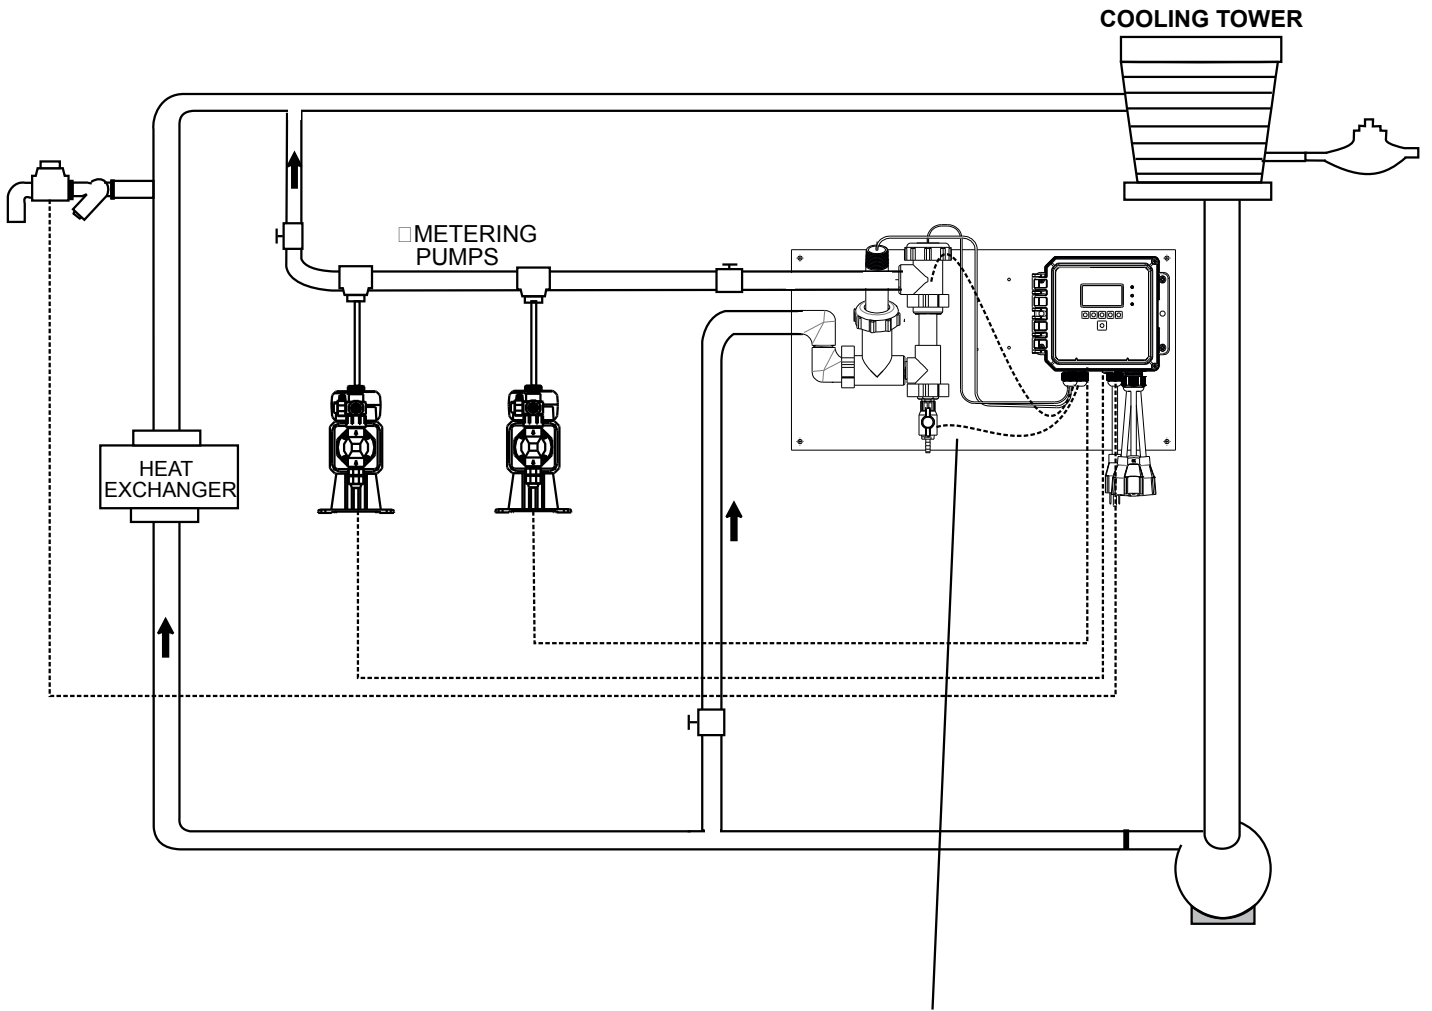 COOLING TOWER
□METERING
PUMPS
HEAT
EXCHANGER